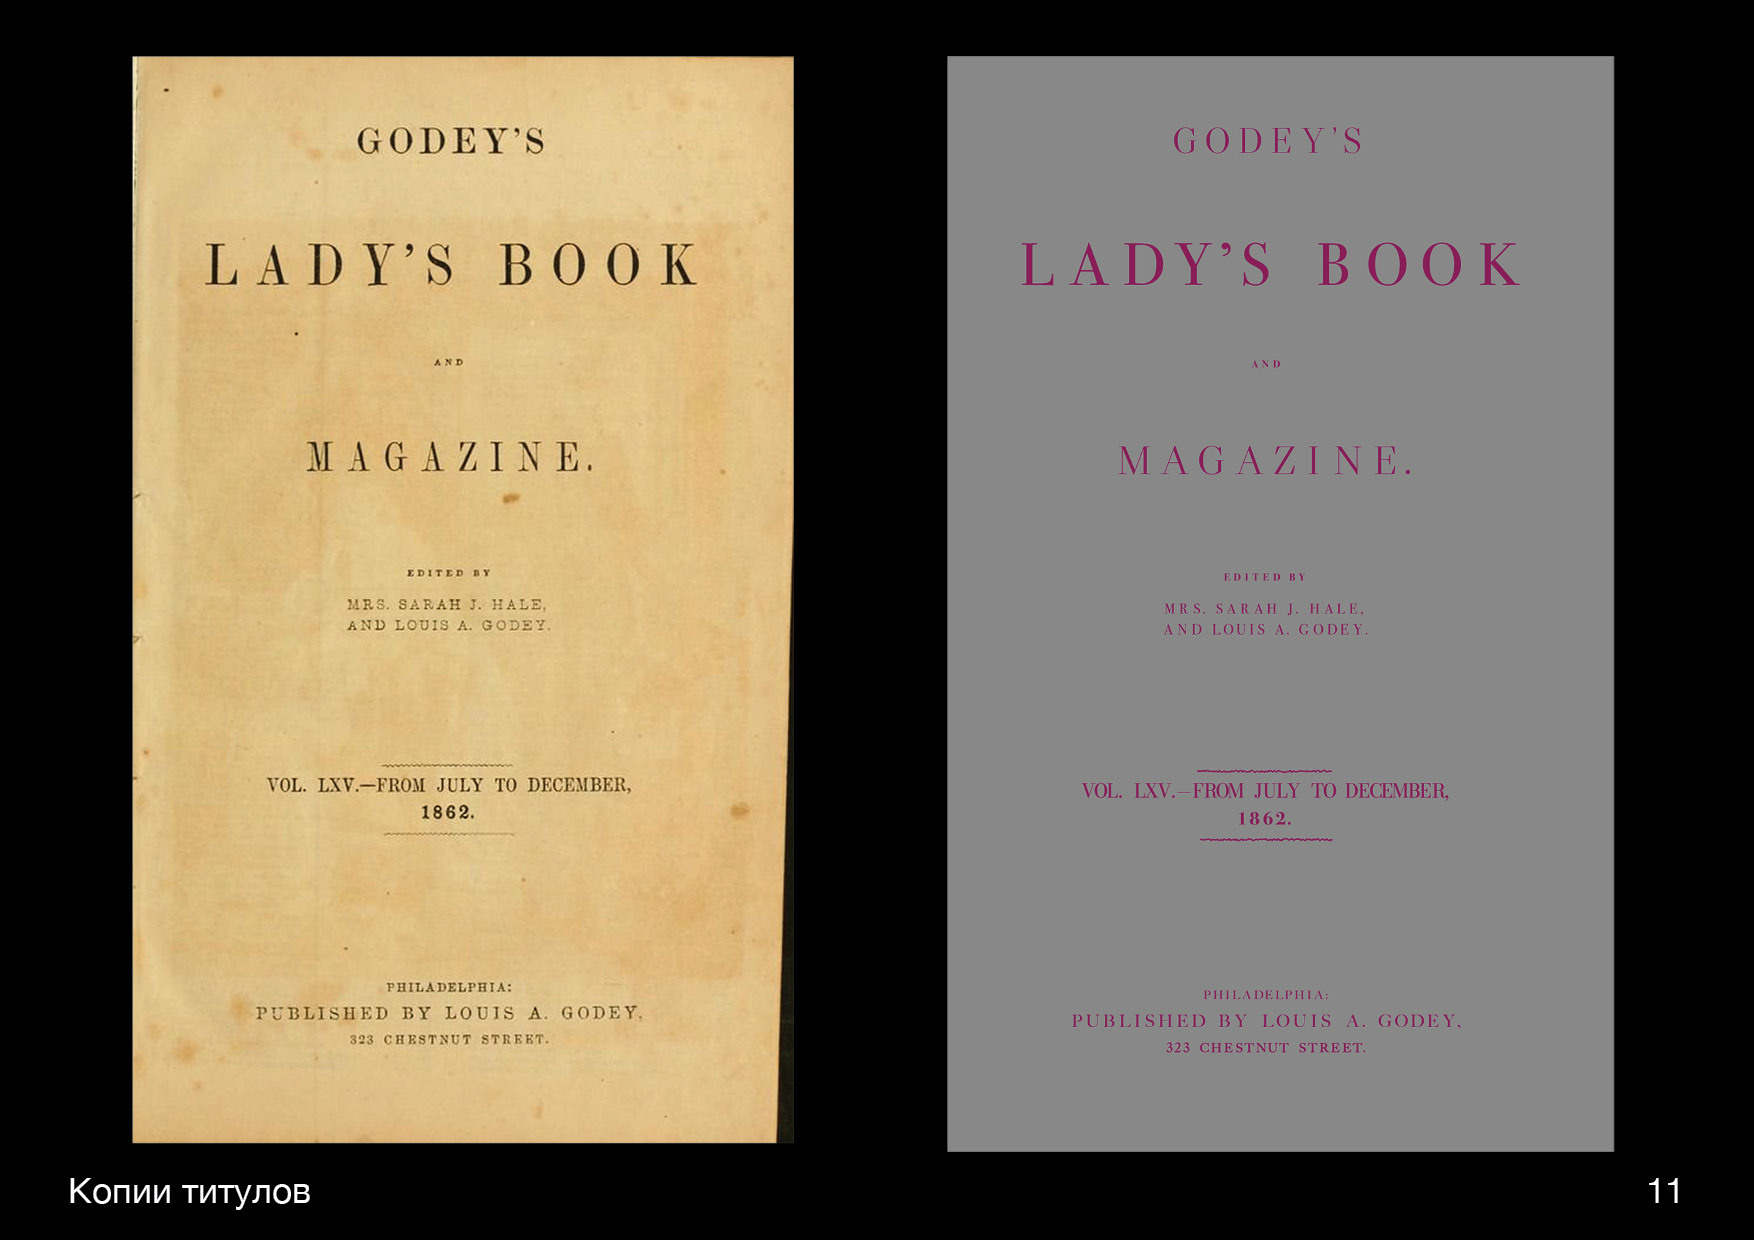 GODEY'S
LADY'S BOOK
AND
MAGAZINE.
EDITED BY
MRS. SARAH J. HALE,
AND LOUIS A. GODEY.
VOL. LXV.—FROM JULY TO DECEMBER,
1862.
PHILADELPHIA:
PUBLISHED BY LOUIS A. GODEY,
323 CHESTNUT STREET.
GODEY'S
LADY'S BOOK
AND
MAGAZINE.
EDITED BY
MRS. SARAH J. HALE,
AND LOUIS A. GODEY.
VOL. LXV.—FROM JULY TO DECEMBER,
1862.
PHILADELPHIA:
PUBLISHED BY LOUIS A. GODEY,
323 CHESTNUT STREET.
Копии титулов
11